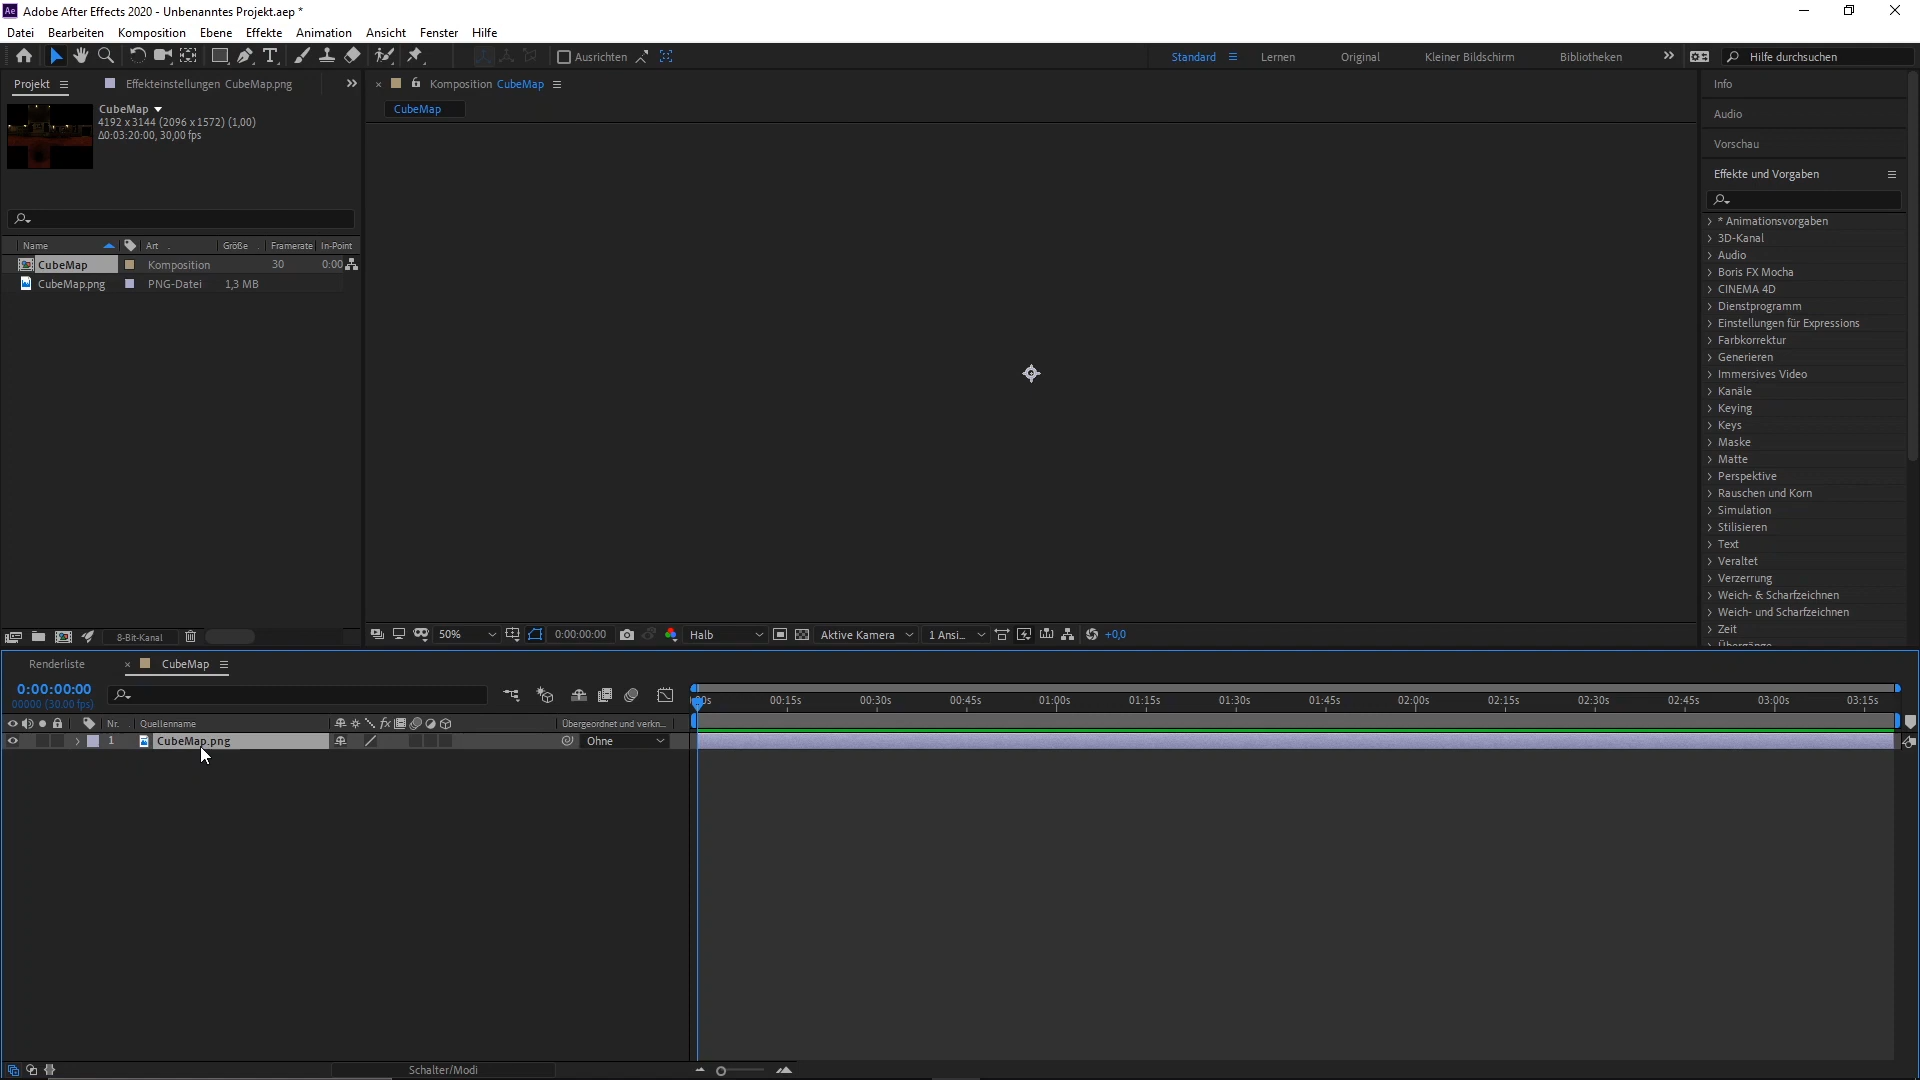 Ae Adobe After Effects 2020 - Unbenanntes Projekt.aep *
Datei Bearbeiten Komposition Ebene Effekte Animation Ansicht Fenster Hilfe
Ausrichten Standard Lernen Original Kleiner Bildschirm Bibliotheken Hilfe durchsuchen
Projekt Effekteinstellungen CubeMap.png
CubeMap
4192 x 3144 (2096 x 1572) (1,00)
Δ0:03:20:00, 30,00 fps
Name Art Größe Framerate In-Point
CubeMap Komposition 30 0:00
CubeMap.png PNG-Datei 1,3 MB
8-Bit-Kanal
Komposition CubeMap
CubeMap
50% 0:00:00:00 Halb Aktive Kamera 1 Ansi... +0,0
Info
Audio
Vorschau
Effekte und Vorgaben
* Animationsvorgaben
3D-Kanal
Audio
Boris FX Mocha
CINEMA 4D
Dienstprogramm
Einstellungen für Expressions
Farbkorrektur
Generieren
Immersives Video
Kanäle
Keying
Keys
Maske
Matte
Perspektive
Rauschen und Korn
Simulation
Stilisieren
Text
Veraltet
Verzerrung
Weich- & Scharfzeichnen
Weich- und Scharfzeichnen
Zeit
Renderliste CubeMap
0:00:00:00
00000 (30.00 fps)
00:15s 00:30s 00:45s 01:00s 01:15s 01:30s 01:45s 02:00s 02:15s 02:30s 02:45s 03:00s 03:15s
Nr. Quellenname fx Übergeordnet und verkn...
1 CubeMap.png Ohne
Schalter/Modi